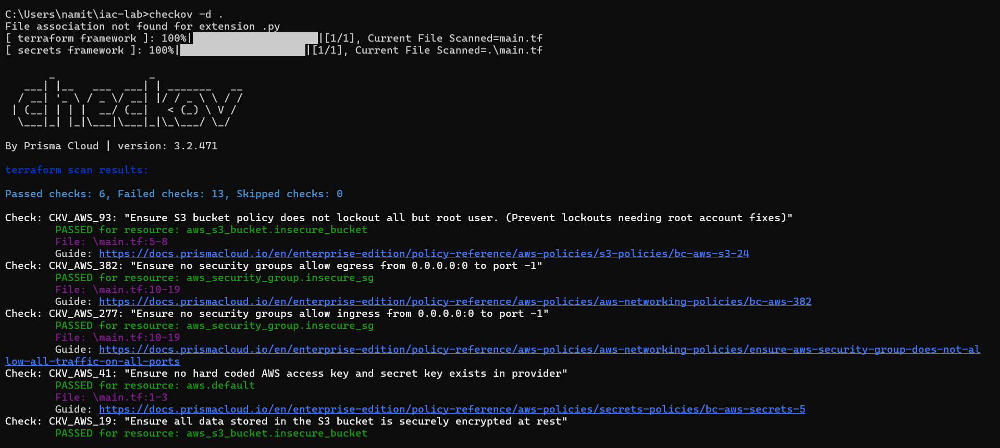 C:\Users\namit\iac-lab>checkov -d .
File association not found for extension .py
[ terraform framework ]: 100%|████████████████████|[1/1], Current File Scanned=main.tf
[ secrets framework ]: 100%|████████████████████|[1/1], Current File Scanned=.\main.tf
       _               _
   ___| |__   ___  ___| | _______   __
  / __| '_ \ / _ \/ __| |/ / _ \ \ / /
 | (__| | | |  __/ (__|   < (_) \ V /
  \___|_| |_|\___|\___|_|\_\___/ \_/
By Prisma Cloud | version: 3.2.471
terraform scan results:
Passed checks: 6, Failed checks: 13, Skipped checks: 0
Check: CKV_AWS_93: "Ensure S3 bucket policy does not lockout all but root user. (Prevent lockouts needing root account fixes)"
PASSED for resource: aws_s3_bucket.insecure_bucket
File: \main.tf:5-8
Guide: https://docs.prismacloud.io/en/enterprise-edition/policy-reference/aws-policies/s3-policies/bc-aws-s3-24
Check: CKV_AWS_382: "Ensure no security groups allow egress from 0.0.0.0:0 to port -1"
PASSED for resource: aws_security_group.insecure_sg
File: \main.tf:10-19
Guide: https://docs.prismacloud.io/en/enterprise-edition/policy-reference/aws-policies/aws-networking-policies/bc-aws-382
Check: CKV_AWS_277: "Ensure no security groups allow ingress from 0.0.0.0:0 to port -1"
PASSED for resource: aws_security_group.insecure_sg
File: \main.tf:10-19
Guide: https://docs.prismacloud.io/en/enterprise-edition/policy-reference/aws-policies/aws-networking-policies/ensure-aws-security-group-does-not-al
low-all-traffic-on-all-ports
Check: CKV_AWS_41: "Ensure no hard coded AWS access key and secret key exists in provider"
PASSED for resource: aws.default
File: \main.tf:1-3
Guide: https://docs.prismacloud.io/en/enterprise-edition/policy-reference/aws-policies/secrets-policies/bc-aws-secrets-5
Check: CKV_AWS_19: "Ensure all data stored in the S3 bucket is securely encrypted at rest"
PASSED for resource: aws_s3_bucket.insecure_bucket